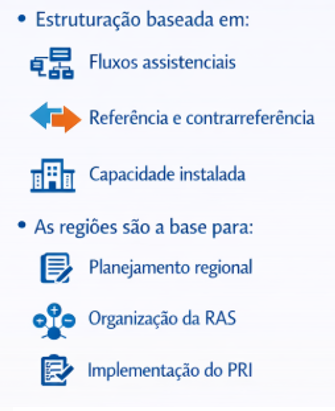 • Estruturação baseada em:
Fluxos assistenciais
Referência e contrarreferência
Capacidade instalada
• As regiões são a base para:
Planejamento regional
Organização da RAS
Implementação do PRI